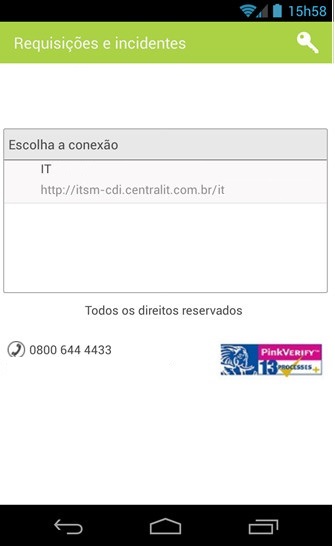 15h58
Requisições e incidentes
Escolha a conexão
IT
http://itsm-cdi.centralit.com.br/it
Todos os direitos reservados
0800 644 4433
PINKVERIFY™
13 PROCESSES+